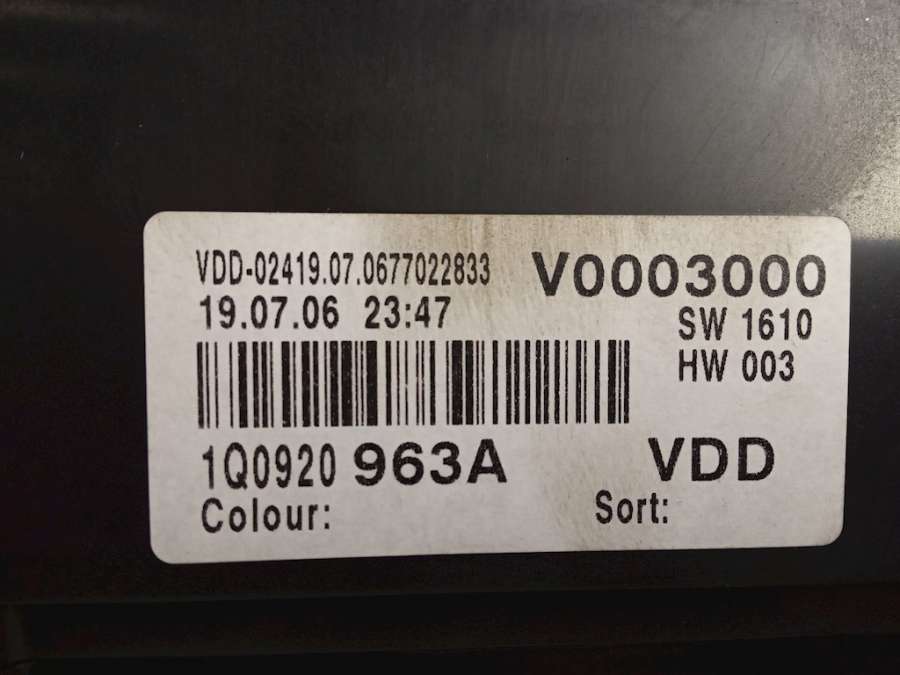 VDD-02419.07.0677022833
V0003000
19.07.06 23:47
SW 1610
HW 003
1Q0920 963A
VDD
Colour:
Sort: